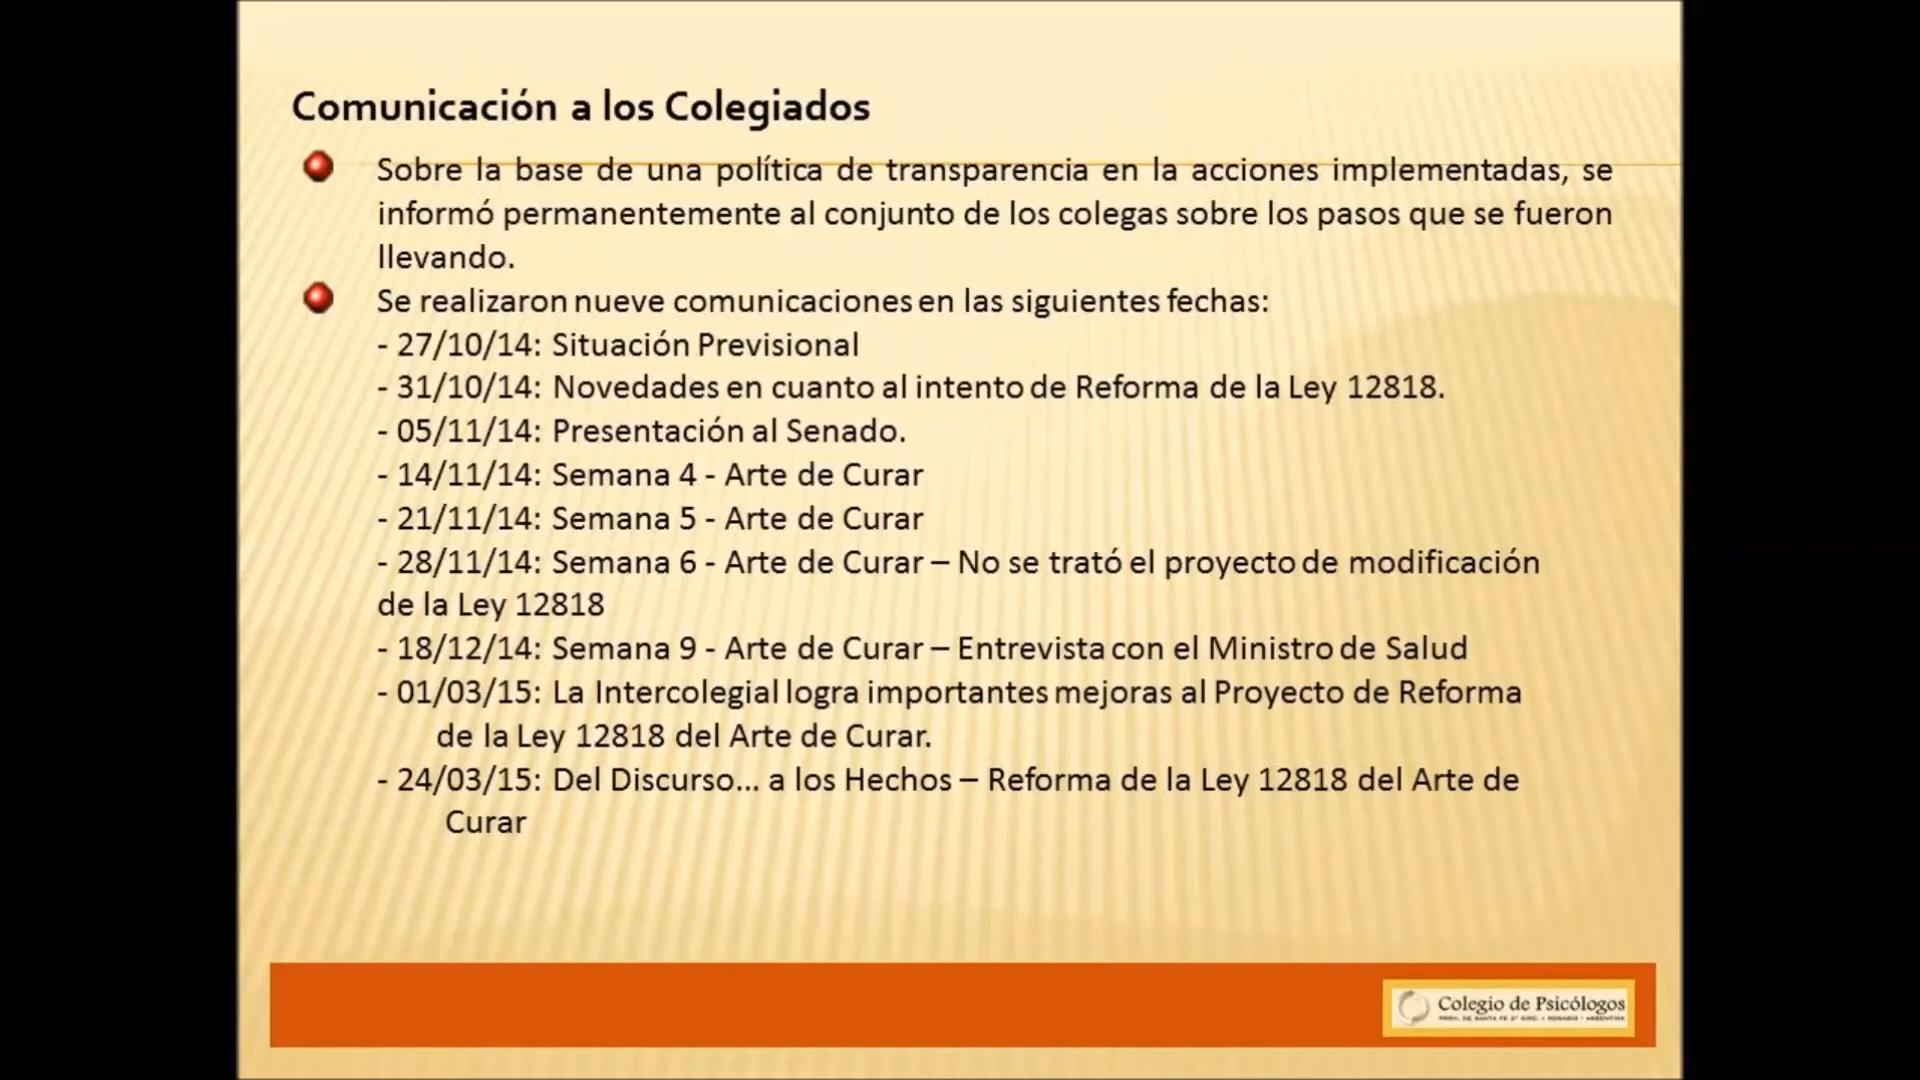 Comunicación a los Colegiados
Sobre la base de una política de transparencia en la acciones implementadas, se
informó permanentemente al conjunto de los colegas sobre los pasos que se fueron
llevando.
Se realizaron nueve comunicaciones en las siguientes fechas:
- 27/10/14: Situación Previsional
- 31/10/14: Novedades en cuanto al intento de Reforma de la Ley 12818.
- 05/11/14: Presentación al Senado.
- 14/11/14: Semana 4 - Arte de Curar
- 21/11/14: Semana 5 - Arte de Curar
- 28/11/14: Semana 6 - Arte de Curar – No se trató el proyecto de modificación
de la Ley 12818
- 18/12/14: Semana 9 - Arte de Curar – Entrevista con el Ministro de Salud
- 01/03/15: La Intercolegial logra importantes mejoras al Proyecto de Reforma
de la Ley 12818 del Arte de Curar.
- 24/03/15: Del Discurso... a los Hechos – Reforma de la Ley 12818 del Arte de
Curar
Colegio de Psicólogos